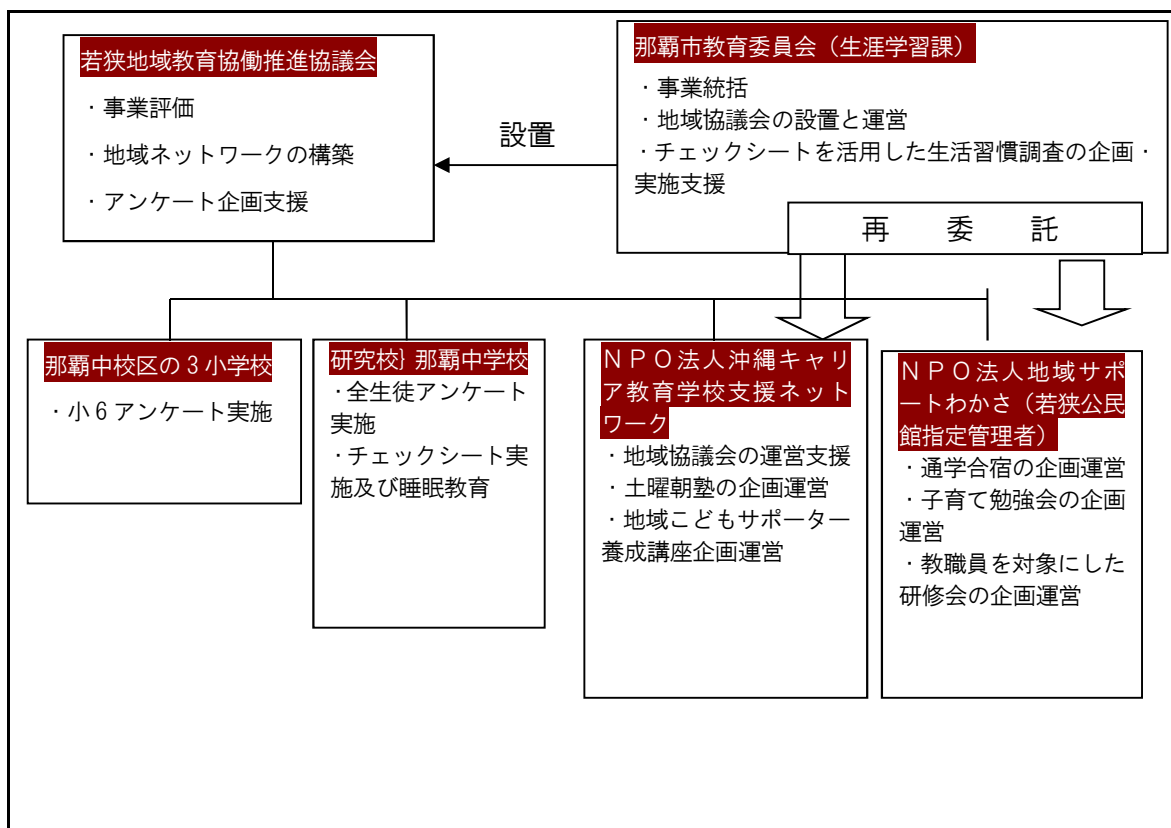 若狭地域教育協働推進協議会
・事業評価
・地域ネットワークの構築
・アンケート企画支援
設置
那覇市教育委員会（生涯学習課）
・事業統括
・地域協議会の設置と運営
・チェックシートを活用した生活習慣調査の企画・
実施支援
再　委　託
那覇中校区の3小学校
・小6アンケート実施
研究校} 那覇中学校
・全生徒アンケート
実施
・チェックシート実
施及び睡眠教育
ＮＰＯ法人沖縄キャリ
ア教育学校支援ネット
ワーク
・地域協議会の運営支援
・土曜朝塾の企画運営
・地域こどもサポーター
養成講座企画運営
ＮＰＯ法人地域サポ
ートわかさ（若狭公民
館指定管理者）
・通学合宿の企画運営
・子育て勉強会の企画
運営
・教職員を対象にした
研修会の企画運営